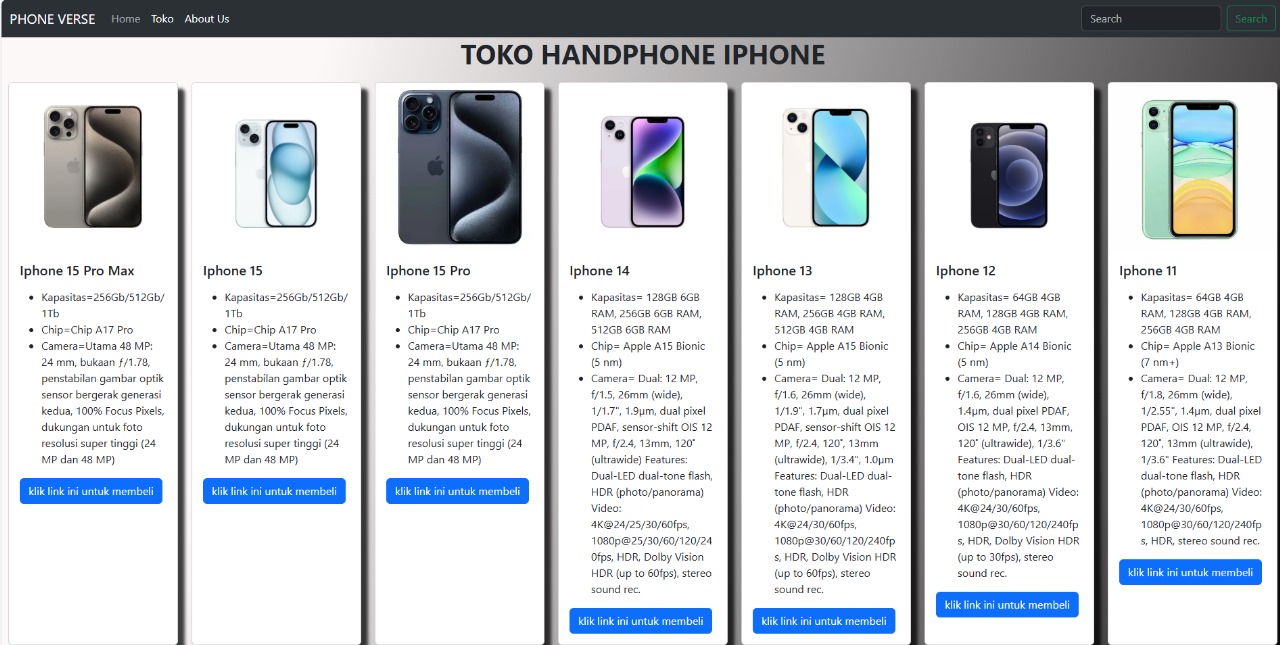 PHONE VERSE Home Toko About Us Search Search
TOKO HANDPHONE IPHONE
Iphone 15 Pro Max
Kapasitas=256Gb/512Gb/
1Tb
Chip=Chip A17 Pro
Camera=Utama 48 MP:
24 mm, bukaan ƒ/1.78,
penstabilan gambar optik
sensor bergerak generasi
kedua, 100% Focus Pixels,
dukungan untuk foto
resolusi super tinggi (24
MP dan 48 MP)
klik link ini untuk membeli
Iphone 15
Kapasitas=256Gb/512Gb/
1Tb
Chip=Chip A17 Pro
Camera=Utama 48 MP:
24 mm, bukaan ƒ/1.78,
penstabilan gambar optik
sensor bergerak generasi
kedua, 100% Focus Pixels,
dukungan untuk foto
resolusi super tinggi (24
MP dan 48 MP)
klik link ini untuk membeli
Iphone 15 Pro
Kapasitas=256Gb/512Gb/
1Tb
Chip=Chip A17 Pro
Camera=Utama 48 MP:
24 mm, bukaan ƒ/1.78,
penstabilan gambar optik
sensor bergerak generasi
kedua, 100% Focus Pixels,
dukungan untuk foto
resolusi super tinggi (24
MP dan 48 MP)
klik link ini untuk membeli
Iphone 14
Kapasitas= 128GB 6GB
RAM, 256GB 6GB RAM,
512GB 6GB RAM
Chip= Apple A15 Bionic
(5 nm)
Camera= Dual: 12 MP,
f/1.5, 26mm (wide),
1/1.7", 1.9µm, dual pixel
PDAF, sensor-shift OIS 12
MP, f/2.4, 13mm, 120˚
(ultrawide) Features:
Dual-LED dual-tone flash,
HDR (photo/panorama)
Video:
4K@24/25/30/60fps,
1080p@25/30/60/120/24
0fps, HDR, Dolby Vision
HDR (up to 60fps), stereo
sound rec.
klik link ini untuk membeli
Iphone 13
Kapasitas= 128GB 4GB
RAM, 256GB 4GB RAM,
512GB 4GB RAM
Chip= Apple A15 Bionic
(5 nm)
Camera= Dual: 12 MP,
f/1.6, 26mm (wide),
1/1.9", 1.7µm, dual pixel
PDAF, sensor-shift OIS 12
MP, f/2.4, 120˚, 13mm
(ultrawide), 1/3.4", 1.0µm
Features: Dual-LED dual-
tone flash, HDR
(photo/panorama) Video:
4K@24/30/60fps,
1080p@30/60/120/240fp
s, HDR, Dolby Vision HDR
(up to 60fps), stereo
sound rec.
klik link ini untuk membeli
Iphone 12
Kapasitas= 64GB 4GB
RAM, 128GB 4GB RAM,
256GB 4GB RAM
Chip= Apple A14 Bionic
(5 nm)
Camera= Dual: 12 MP,
f/1.6, 26mm (wide),
1.4µm, dual pixel PDAF,
OIS 12 MP, f/2.4, 13mm,
120˚ (ultrawide), 1/3.6"
Features: Dual-LED dual-
tone flash, HDR
(photo/panorama) Video:
4K@24/30/60fps,
1080p@30/60/120/240fp
s, HDR, Dolby Vision HDR
(up to 30fps), stereo
sound rec.
klik link ini untuk membeli
Iphone 11
Kapasitas= 64GB 4GB
RAM, 128GB 4GB RAM,
256GB 4GB RAM
Chip= Apple A13 Bionic
(7 nm+)
Camera= Dual: 12 MP,
f/1.8, 26mm (wide),
1/2.55", 1.4µm, dual pixel
PDAF, OIS 12 MP, f/2.4,
120˚, 13mm (ultrawide),
1/3.6" Features: Dual-LED
dual-tone flash, HDR
(photo/panorama) Video:
4K@24/30/60fps,
1080p@30/60/120/240fp
s, HDR, stereo sound rec.
klik link ini untuk membeli